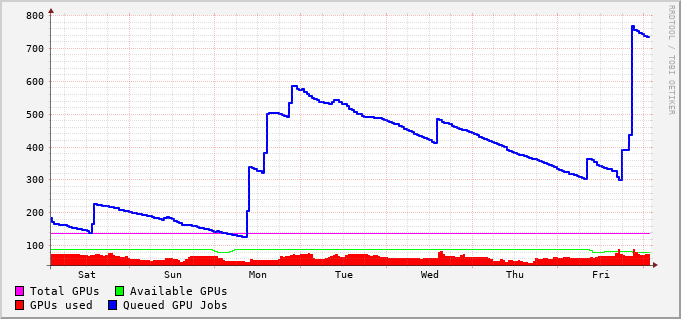 800
700
600
500
400
300
200
100
Sat Sun Mon Tue Wed Thu Fri
Total GPUs Available GPUs
GPUs used Queued GPU Jobs
RRDTOOL / TOBI OETIKER